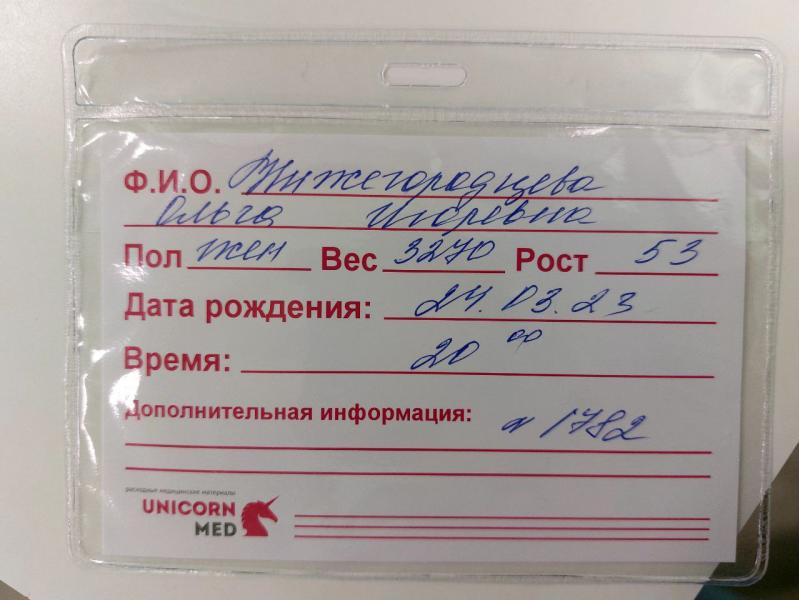 Ф.И.О. Нижегородцева
Ольга Игоревна
Пол жен Вес 3270 Рост 53
Дата рождения: 24.03.23
Время: 20 00
Дополнительная информация: 1782
расходные медицинские материалы
UNICORN
MED